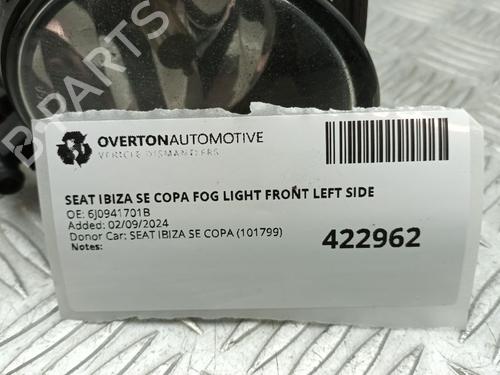 B-PARTS
OVERTONAUTOMOTIVE
VEHICLE DISMANTLERS
SEAT IBIZA SE COPA FOG LIGHT FRONT LEFT SIDE
OE: 6J0941701B
Added: 02/09/2024
Donor Car: SEAT IBIZA SE COPA (101799)
Notes:
422962